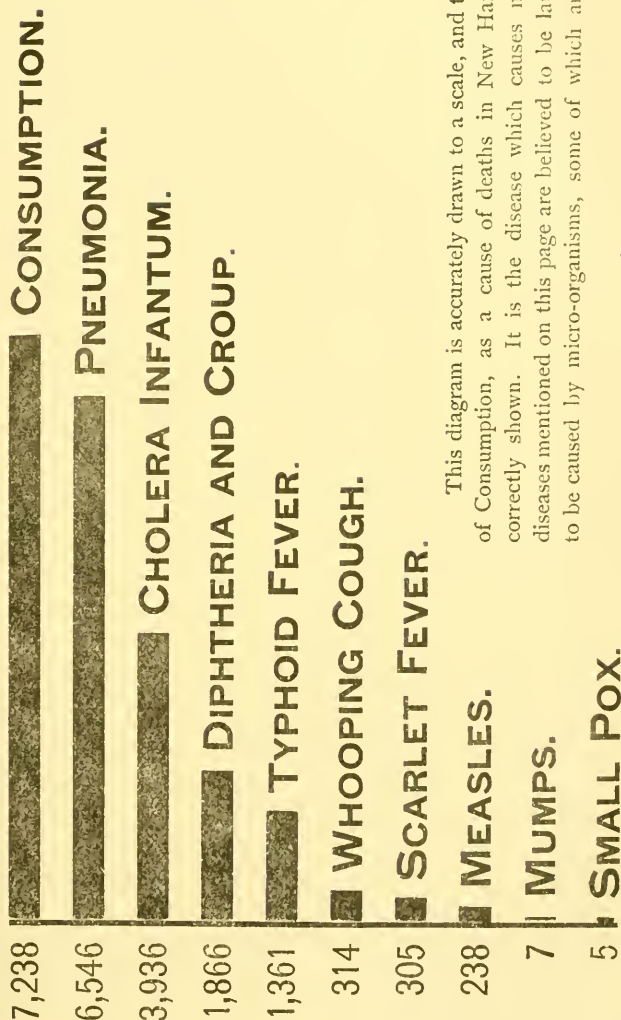 7,238 CONSUMPTION.
6,546 PNEUMONIA.
3,936 CHOLERA INFANTUM.
1,866 DIPHTHERIA AND CROUP.
1,361 TYPHOID FEVER.
314 WHOOPING COUGH.
305 SCARLET FEVER.
238 MEASLES.
7 MUMPS.
5 SMALL POX.
This diagram is accurately drawn to a scale, and
of Consumption, as a cause of deaths in New
correctly shown. It is the disease which causes
diseases mentioned on this page are believed to be
to be caused by micro-organisms, some of which